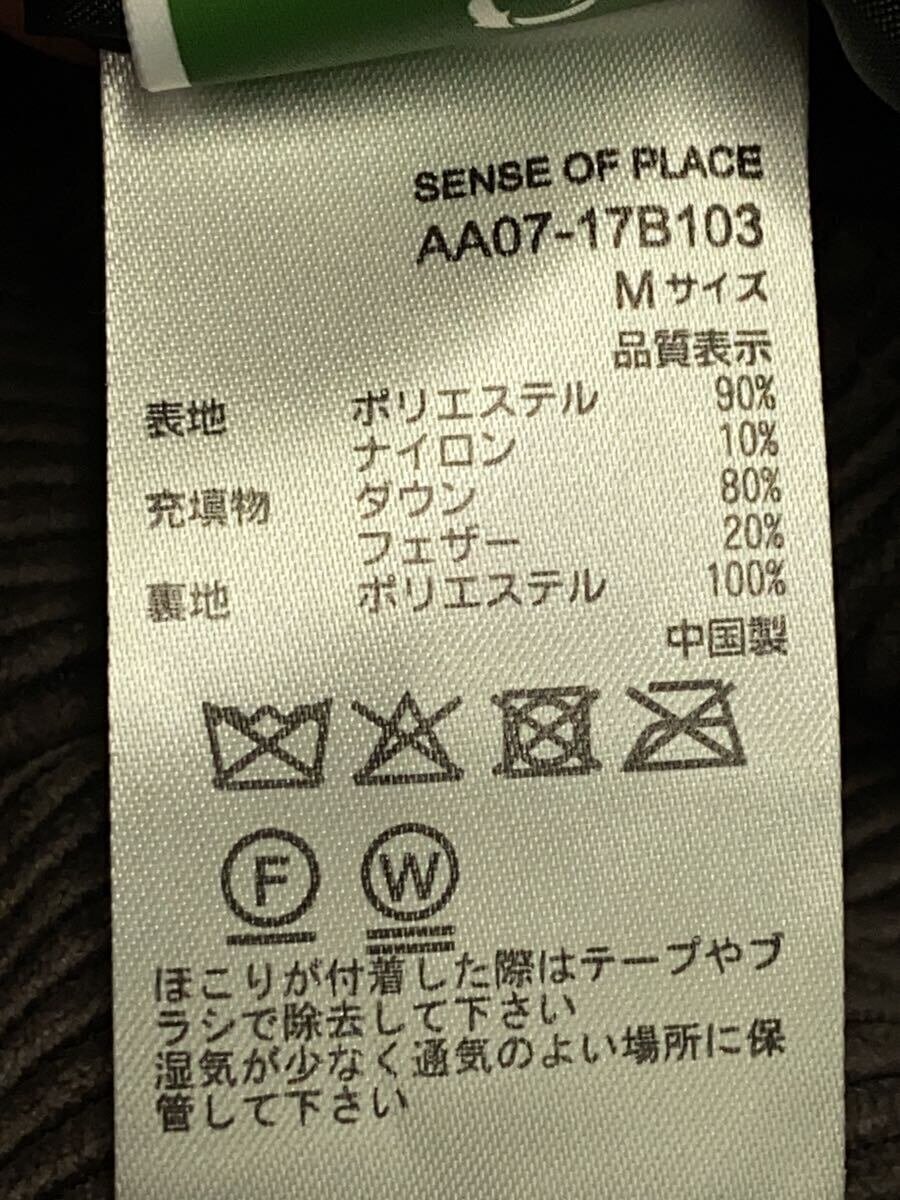 SENSE OF PLACE
AA07-17B103
Mサイズ
品質表示
表地 ポリエステル 90%
ナイロン 10%
充填物 ダウン 80%
フェザー 20%
裏地 ポリエステル 100%
中国製
F W
ほこりが付着した際はテープやブ
ラシで除去して下さい
湿気が少なく通気のよい場所に保
管して下さい